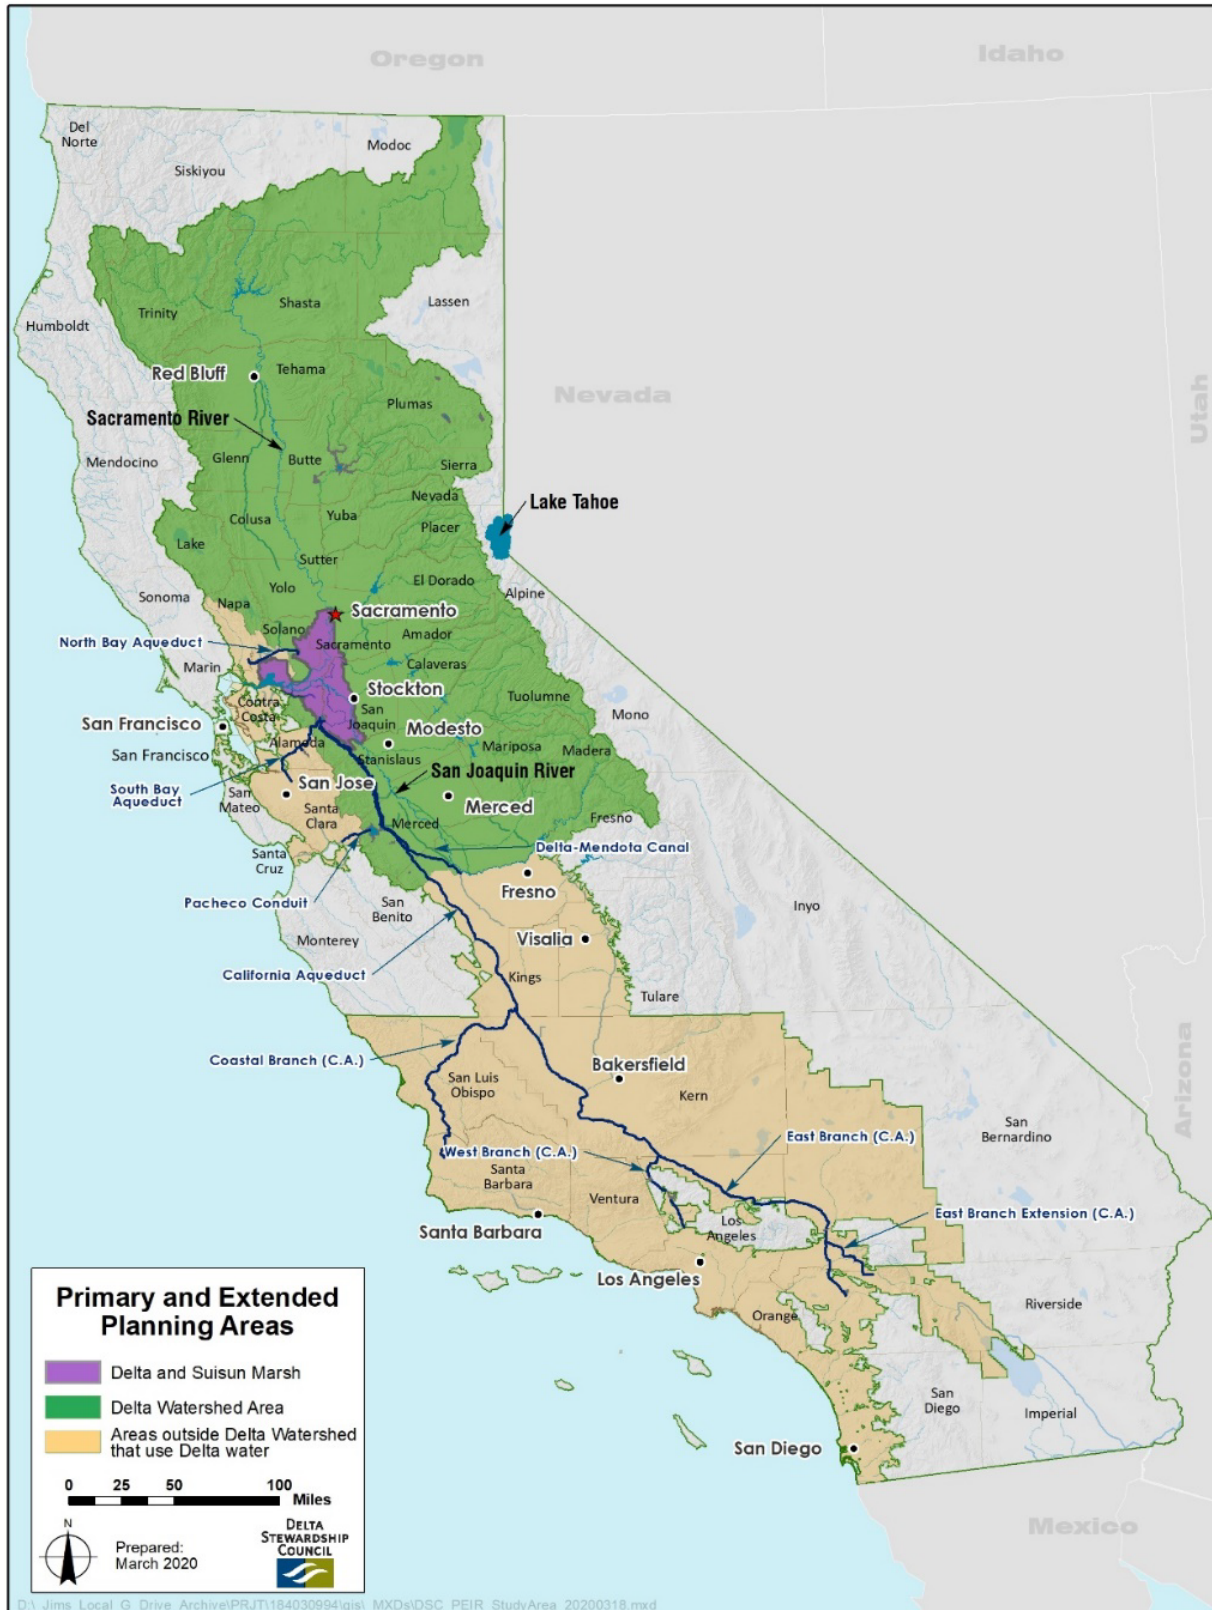 Oregon
Idaho
Del
Norte
Modoc
Siskiyou
Lassen
Shasta
Trinity
Humboldt
Tehama
Red Bluff
Nevada
Utah
Plumas
Sacramento River
Glenn
Butte
Mendocino
Sierra
Nevada
Lake Tahoe
Colusa
Yuba
Placer
Lake
Sutter
Yolo
El Dorado
Alpine
Sonoma
Napa
Sacramento
Solano
Amador
North Bay Aqueduct
Sacramento
Calaveras
Marin
Stockton
Tuolumne
Contra
Costa
San
Joaquin
Mono
San Francisco
Modesto
Alameda
Mariposa
Madera
San Francisco
Stanislaus
San Joaquin River
South Bay
Aqueduct
San Jose
San
Mateo
Merced
Santa
Clara
Merced
Fresno
Delta-Mendota Canal
Santa
Cruz
Fresno
Pacheco Conduit
San
Benito
Inyo
Monterey
Visalia
California Aqueduct
Kings
Tulare
Arizona
Coastal Branch (C.A.)
Bakersfield
San Luis
Obispo
Kern
San
Bernardino
East Branch (C.A.)
West Branch (C.A.)
Santa
Barbara
Ventura
East Branch Extension (C.A.)
Santa Barbara
Los
Angeles
Los Angeles
Riverside
Orange
San
Diego
Imperial
San Diego
Mexico
Primary and Extended
Planning Areas
Delta and Suisun Marsh
Delta Watershed Area
Areas outside Delta Watershed
that use Delta water
0 25 50 100
Miles
N
Prepared:
March 2020
DELTA
STEWARDSHIP
COUNCIL
D:\_Jims_Local_G_Drive_Archive\PRJT\184030994\gis\_MXDs\DSC_PEIR_StudyArea_20200318.mxd